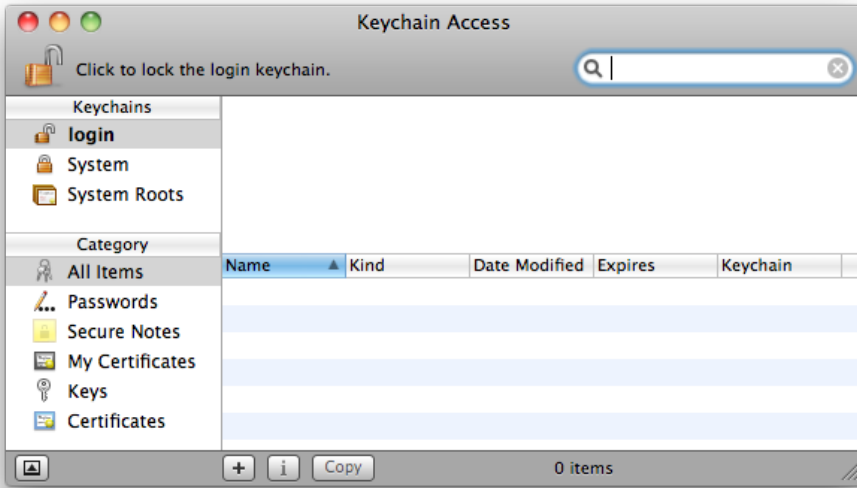 Keychain Access
Click to lock the login keychain.
Keychains
login
System
System Roots
Category
All Items
Passwords
Secure Notes
My Certificates
Keys
Certificates
Name Kind Date Modified Expires Keychain
+ i Copy 0 items